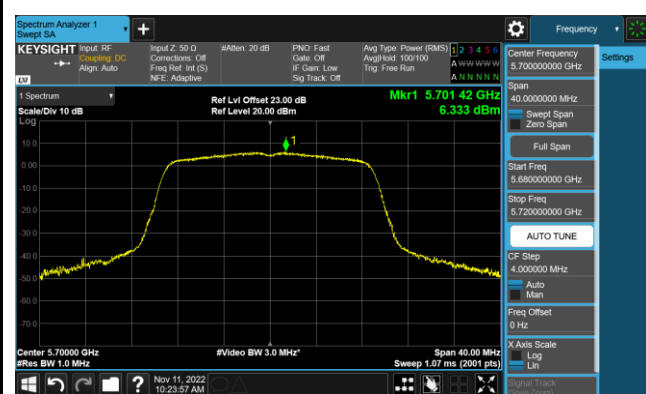 Spectrum Analyzer 1
Swept SA
+
Frequency
KEYSIGHT
Input: RF
Coupling: DC
Align: Auto
Input Z: 50 Ω
Corrections: Off
Freq Ref: Int (S)
NFE: Adaptive
#Atten: 20 dB
PNO: Fast
Gate: Off
IF Gain: Low
Sig Track: Off
Avg Type: Power (RMS)
Avg|Hold: 100/100
Trig: Free Run
1 2 3 4 5 6
A W W W W W
A N N N N N
LXI
1 Spectrum
Scale/Div 10 dB
Log
Ref Lvl Offset 23.00 dB
Ref Level 20.00 dBm
Mkr1 5.701 42 GHz
6.333 dBm
1
10.0
0.00
-10.0
-20.0
-30.0
-40.0
-50.0
-60.0
-70.0
Center 5.70000 GHz
#Res BW 1.0 MHz
#Video BW 3.0 MHz*
Span 40.00 MHz
Sweep 1.07 ms (2001 pts)
?
Nov 11, 2022
10:23:57 AM
Center Frequency
5.700000000 GHz
Settings
Span
40.0000000 MHz
Swept Span
Zero Span
Full Span
Start Freq
5.680000000 GHz
Stop Freq
5.720000000 GHz
AUTO TUNE
CF Step
4.000000 MHz
Auto
Man
Freq Offset
0 Hz
X Axis Scale
Log
Lin
Signal Track
(Span Zoom)